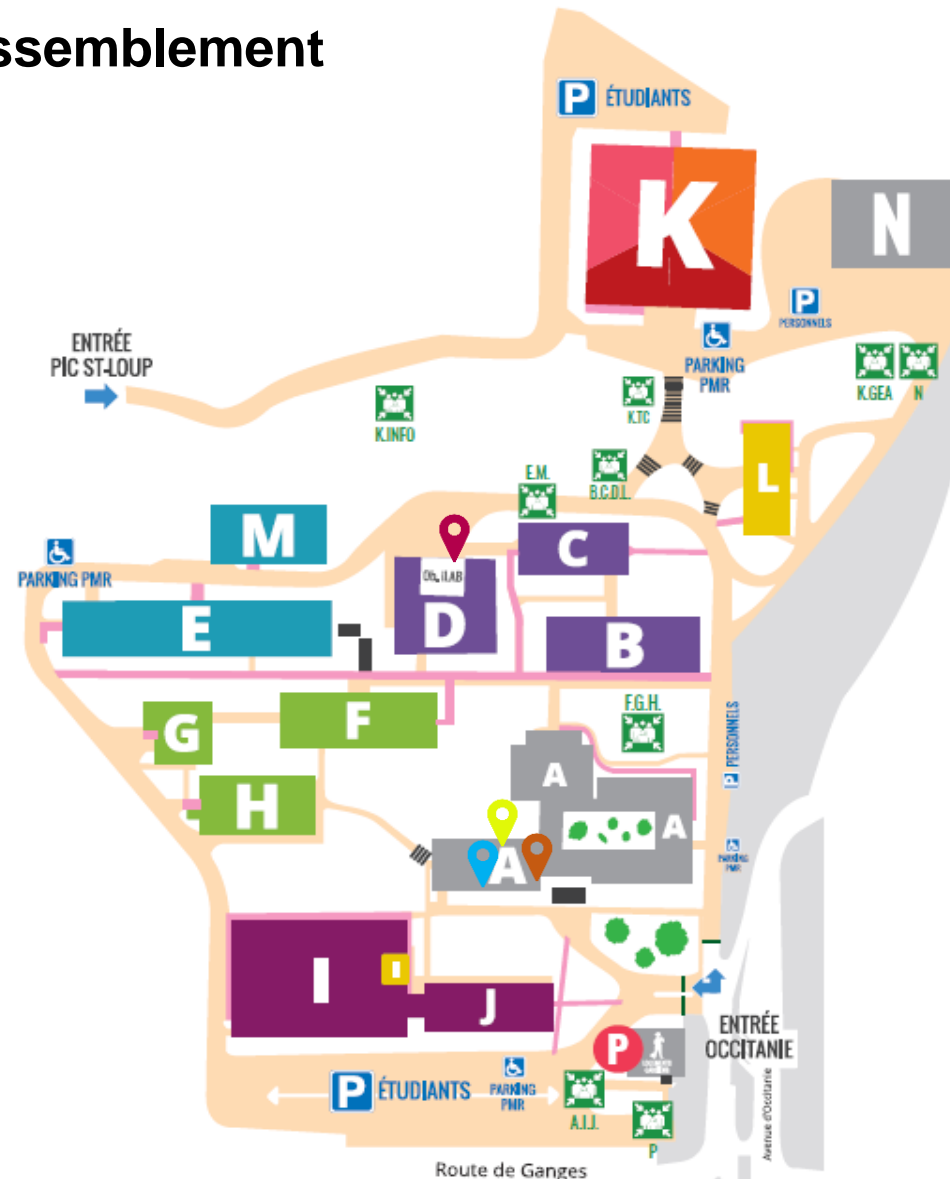 ssemblement
P ÉTUDIANTS
K
N
P
PERSONNELS
ENTRÉE
PIC ST-LOUP
PARKING
PMR
K.INFO
K.TC
K.GEA
N
E.M.
B.C.D.L.
L
M
C
PARKING PMR
E
D
B
F.G.H.
G
F
P PERSONNELS
H
A
A
A
PARKING
PMR
I
I
J
ENTRÉE
OCCITANIE
P
P ÉTUDIANTS
PARKING
PMR
A.I.J.
P
Avenue d'Occitanie
Route de Ganges